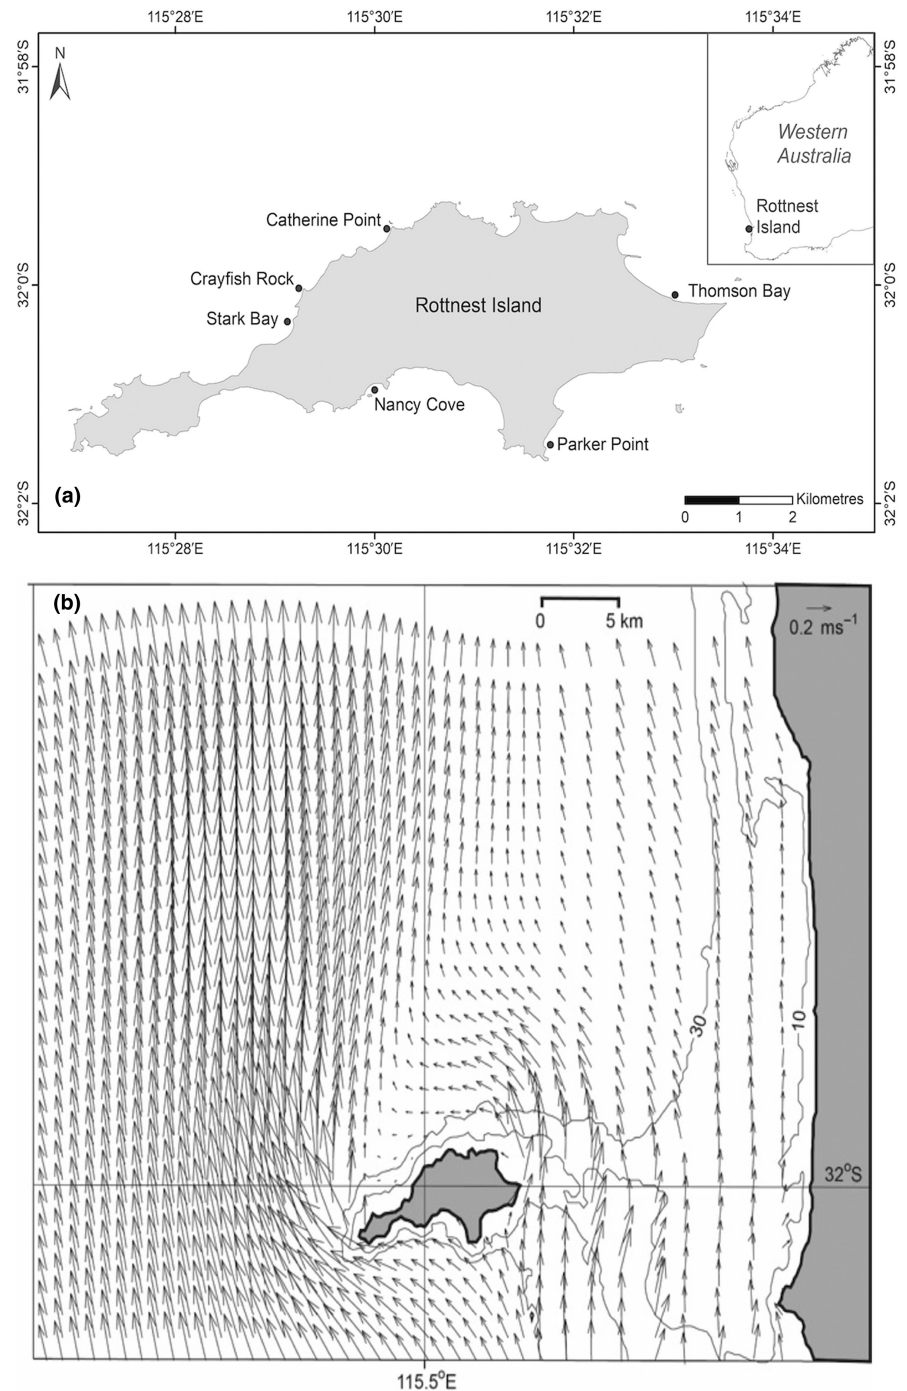 115°28'E 115°30'E 115°32'E 115°34'E
31°58'S
31°58'S
N
Western
Australia
Rottnest
Island
Catherine Point
Crayfish Rock
32°0'S
32°0'S
Thomson Bay
Rottnest Island
Stark Bay
Nancy Cove
Parker Point
(a)
Kilometres
0 1 2
32°2'S
32°2'S
115°28'E 115°30'E 115°32'E 115°34'E
(b)
0 5 km
0.2 ms⁻¹
30
10
32°S
115.5°E